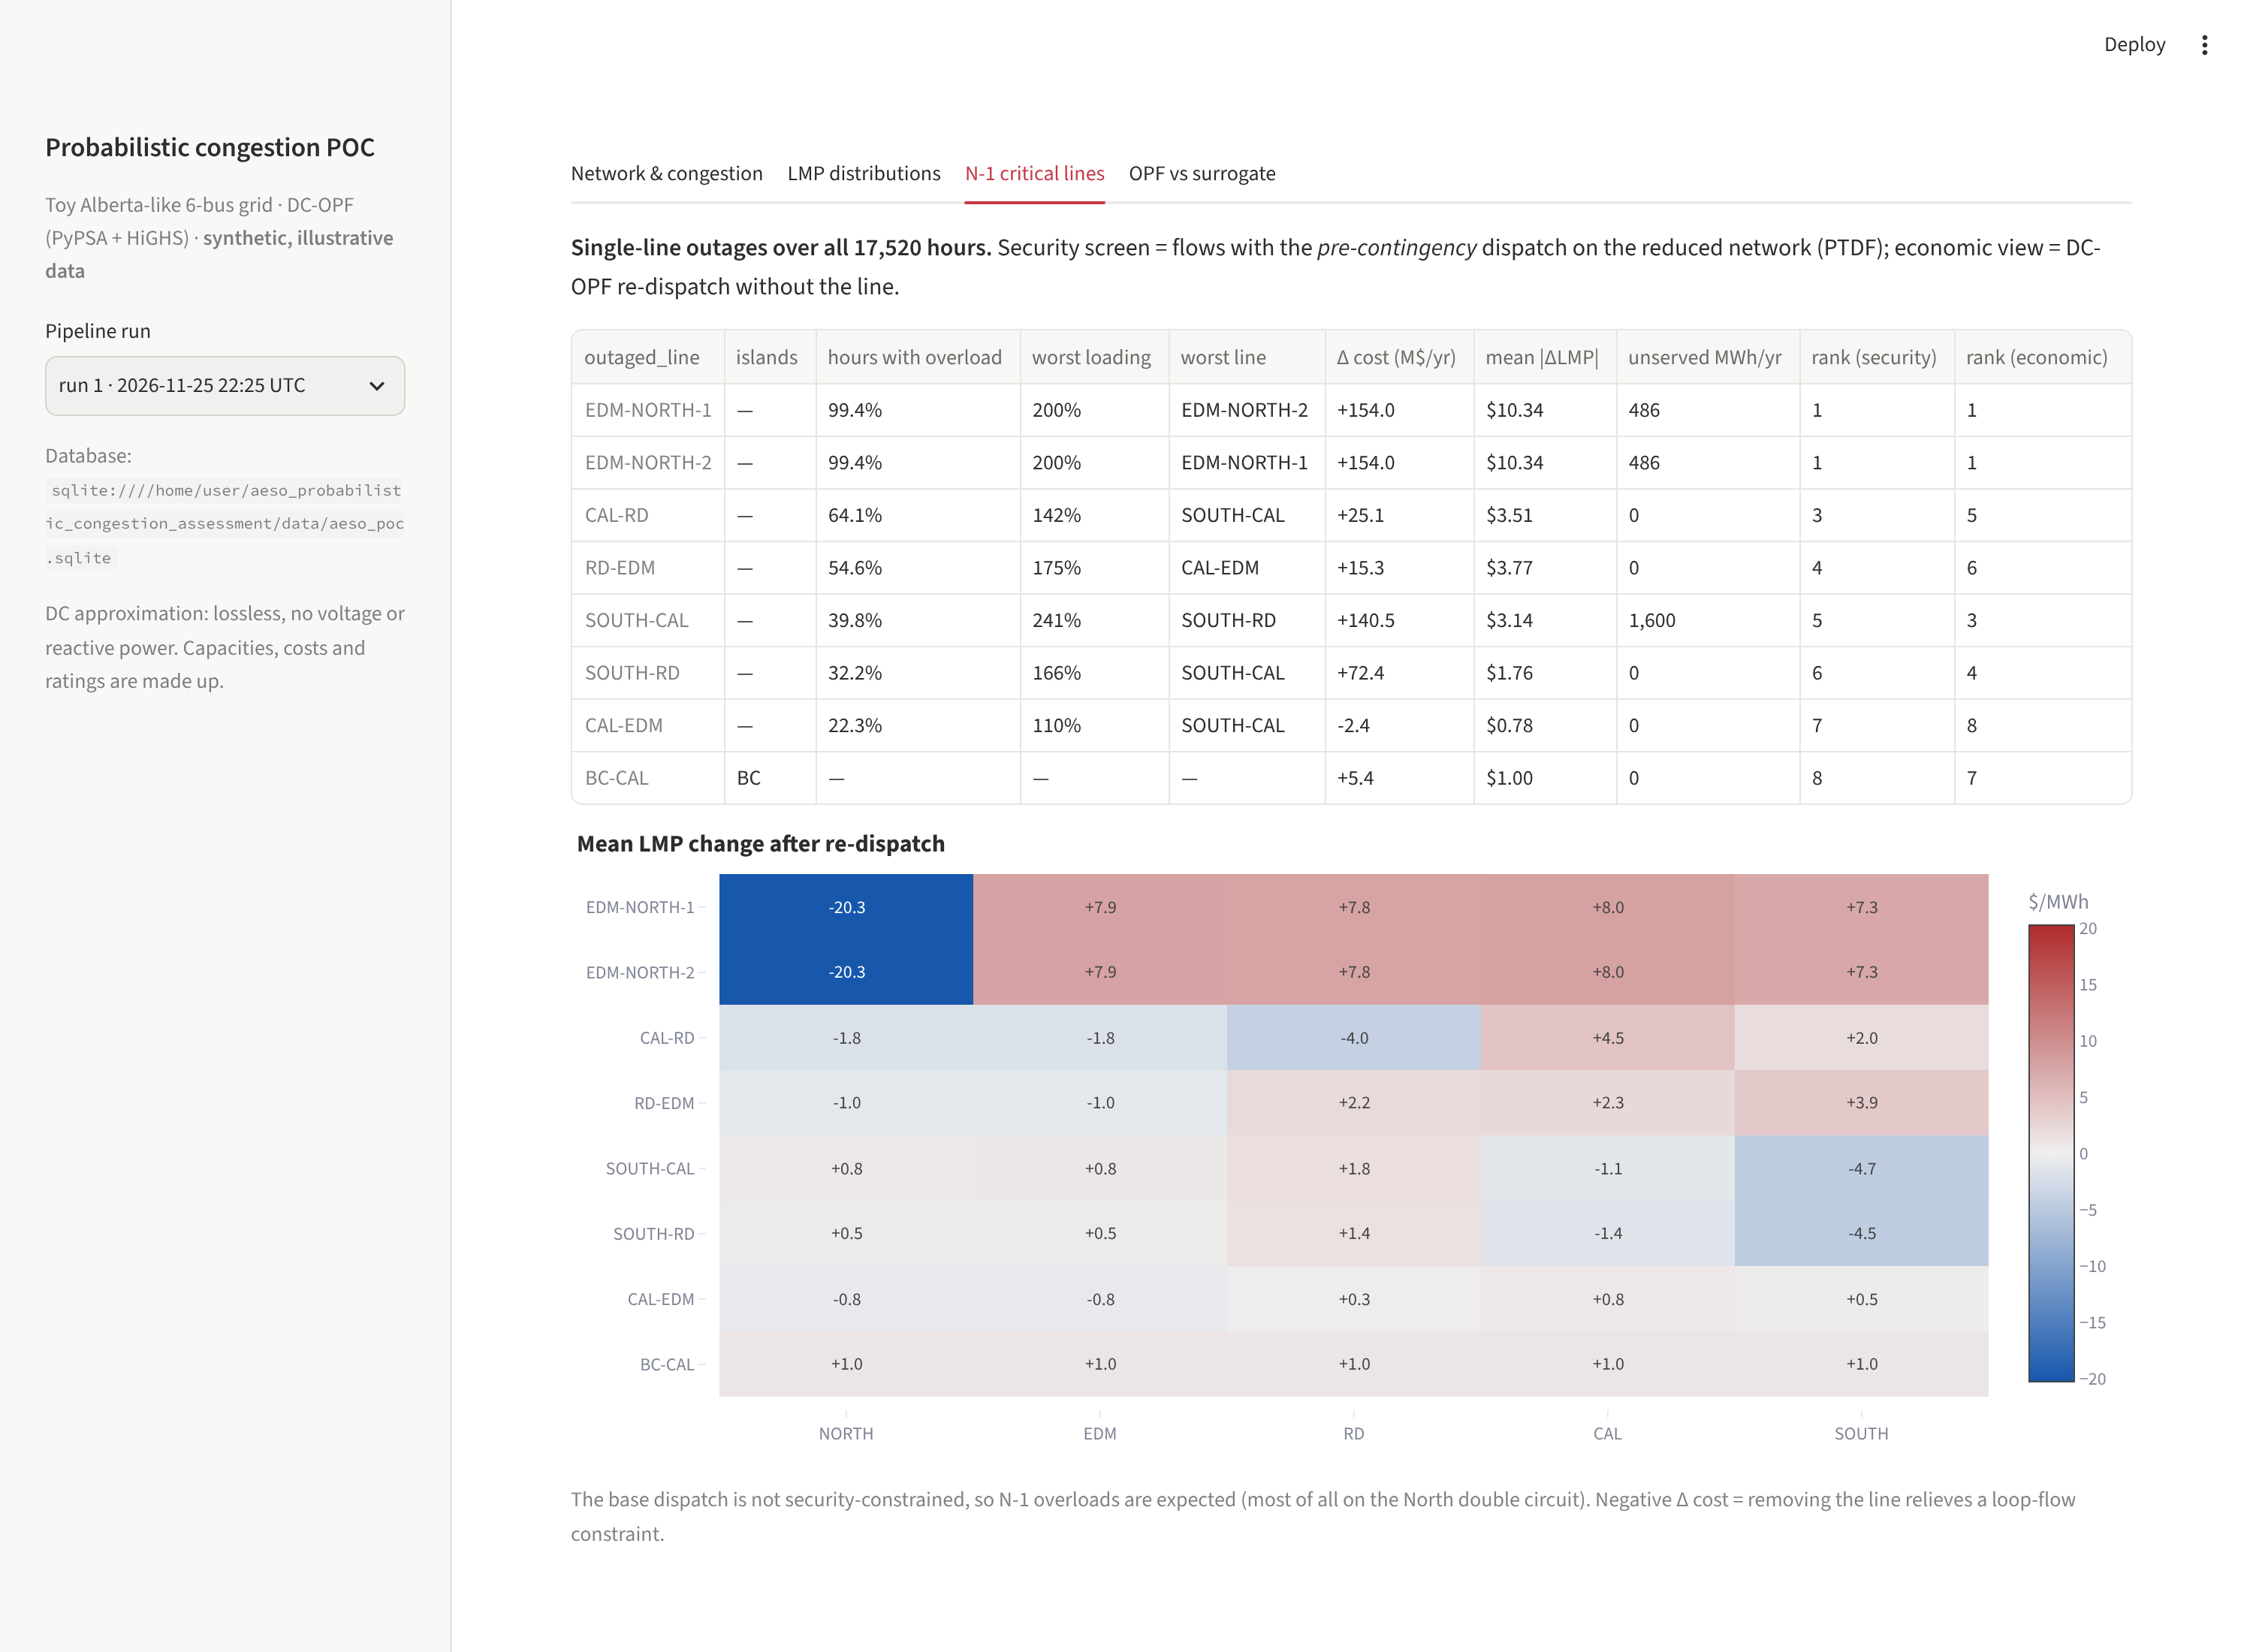 Deploy
Probabilistic congestion POC
Toy Alberta-like 6-bus grid · DC-OPF
(PyPSA + HiGHS) · synthetic, illustrative
data
Pipeline run
run 1 · 2026-11-25 22:25 UTC
Database:
sqlite:////home/user/aeso_probabilist
ic_congestion_assessment/data/aeso_poc
.sqlite
DC approximation: lossless, no voltage or
reactive power. Capacities, costs and
ratings are made up.
Network & congestion LMP distributions N-1 critical lines OPF vs surrogate
Single-line outages over all 17,520 hours. Security screen = flows with the pre-contingency dispatch on the reduced network (PTDF); economic view = DC-
OPF re-dispatch without the line.
outaged_line islands hours with overload worst loading worst line Δ cost (M$/yr) mean |ΔLMP| unserved MWh/yr rank (security) rank (economic)
EDM-NORTH-1 — 99.4% 200% EDM-NORTH-2 +154.0 $10.34 486 1 1
EDM-NORTH-2 — 99.4% 200% EDM-NORTH-1 +154.0 $10.34 486 1 1
CAL-RD — 64.1% 142% SOUTH-CAL +25.1 $3.51 0 3 5
RD-EDM — 54.6% 175% CAL-EDM +15.3 $3.77 0 4 6
SOUTH-CAL — 39.8% 241% SOUTH-RD +140.5 $3.14 1,600 5 3
SOUTH-RD — 32.2% 166% SOUTH-CAL +72.4 $1.76 0 6 4
CAL-EDM — 22.3% 110% SOUTH-CAL -2.4 $0.78 0 7 8
BC-CAL BC — — — +5.4 $1.00 0 8 7
Mean LMP change after re-dispatch
EDM-NORTH-1 -20.3 +7.9 +7.8 +8.0 +7.3
EDM-NORTH-2 -20.3 +7.9 +7.8 +8.0 +7.3
CAL-RD -1.8 -1.8 -4.0 +4.5 +2.0
RD-EDM -1.0 -1.0 +2.2 +2.3 +3.9
SOUTH-CAL +0.8 +0.8 +1.8 -1.1 -4.7
SOUTH-RD +0.5 +0.5 +1.4 -1.4 -4.5
CAL-EDM -0.8 -0.8 +0.3 +0.8 +0.5
BC-CAL +1.0 +1.0 +1.0 +1.0 +1.0
NORTH EDM RD CAL SOUTH
$/MWh
20
15
10
5
0
−5
−10
−15
−20
The base dispatch is not security-constrained, so N-1 overloads are expected (most of all on the North double circuit). Negative Δ cost = removing the line relieves a loop-flow
constraint.